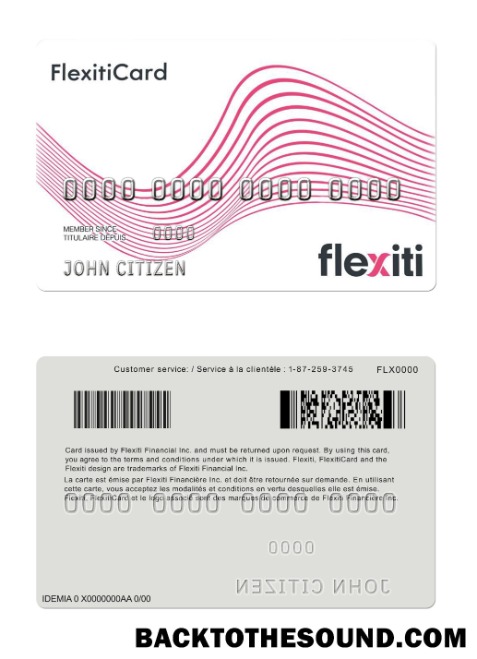 FlexitiCard
0000 0000 0000 0000
MEMBER SINCE
TITULAIRE DEPUIS 0000
JOHN CITIZEN
flexiti
Customer service: / Service à la clientèle : 1-87-259-3745 FLX0000
Card issued by Flexiti Financial Inc. and must be returned upon request. By using this card,
you agree to the terms and conditions under which it is issued. Flexiti, FlexitiCard and the
Flexiti design are trademarks of Flexiti Financial Inc.
La carte est émise par Flexiti Financière Inc. et doit être retournée sur demande. En utilisant
cette carte, vous acceptez les modalités et conditions en vertu desquelles elle est émise.
Flexiti, FlexitiCard et le logo associé sont des marques de commerce de Flexiti Financière Inc.
0000 0000 0000 0000
0000
JOHN CITIZEN
IDEMIA 0 X0000000AA 0/00
BACKTOTHESOUND.COM